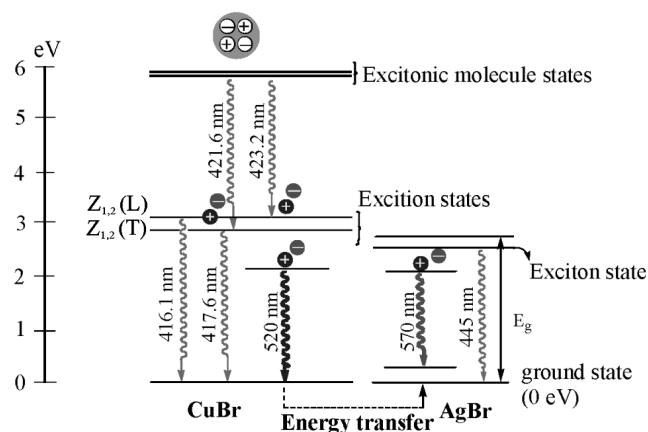 eV
6
5
4
3
2
1
0
Excitonic molecule states
421.6 nm
423.2 nm
Z1,2 (L)
Z1,2 (T)
Excition states
416.1 nm
417.6 nm
520 nm
570 nm
445 nm
Exciton state
Eg
ground state
(0 eV)
CuBr
AgBr
Energy transfer